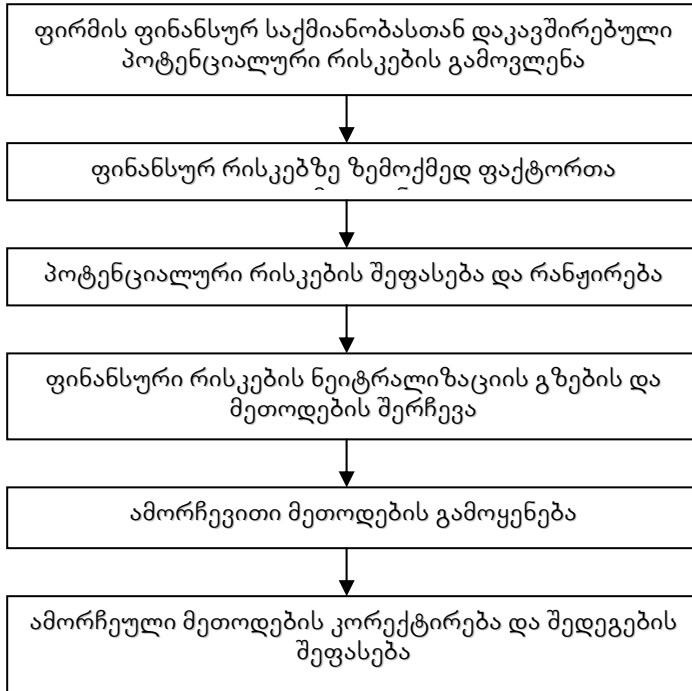 ფირმის ფინანსურ საქმიანობასთან დაკავშირებული
პოტენციალური რისკების გამოვლენა
ფინანსურ რისკებზე ზემოქმედ ფაქტორთა
პოტენციალური რისკების შეფასება და რანჟირება
ფინანსური რისკების ნეიტრალიზაციის გზების და
მეთოდების შერჩევა
ამორჩევითი მეთოდების გამოყენება
ამორჩეული მეთოდების კორექტირება და შედეგების
შეფასება